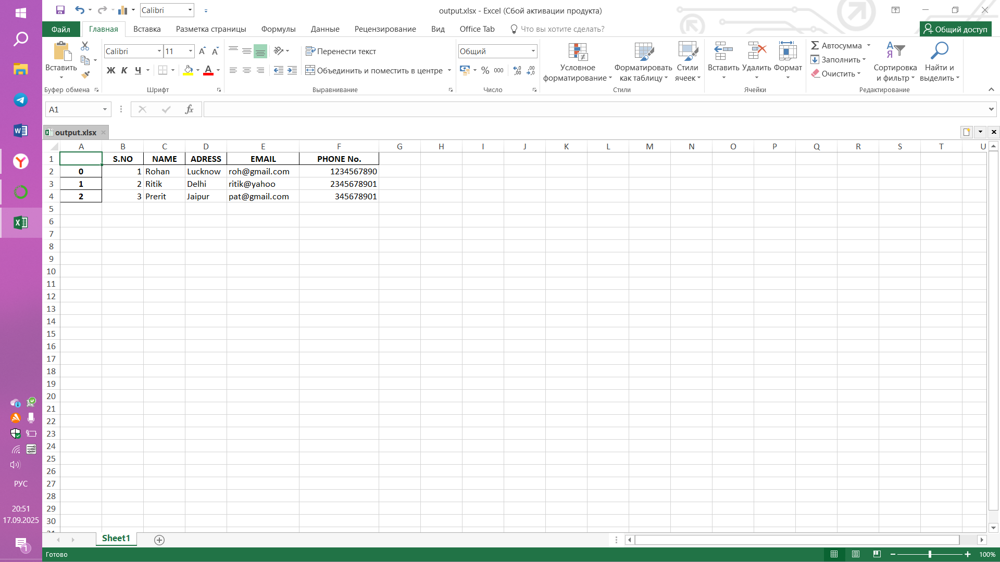 Calibri
output.xlsx - Excel (Сбой активации продукта)
Файл Главная Вставка Разметка страницы Формулы Данные Рецензирование Вид Office Tab Что вы хотите сделать? Общий доступ
Вставить
Calibri 11
Ж К Ч
Перенести текст
Объединить и поместить в центре
Общий
% 000
Условное форматирование
Форматировать как таблицу
Стили ячеек
Вставить Удалить Формат
Автосумма
Заполнить
Очистить
Сортировка и фильтр
Найти и выделить
Буфер обмена Шрифт Выравнивание Число Стили Ячейки Редактирование
A1 fx
output.xlsx
A B C D E F G H I J K L M N O P Q R S T U
1 S.NO NAME ADRESS EMAIL PHONE No.
2 0 1 Rohan Lucknow roh@gmail.com 1234567890
3 1 2 Ritik Delhi ritik@yahoo 2345678901
4 2 3 Prerit Jaipur pat@gmail.com 345678901
5
6
7
8
9
10
11
12
13
14
15
16
17
18
19
20
21
22
23
24
25
26
27
28
29
30
РУС
20:51
17.09.2025
1
Sheet1
Готово 100%